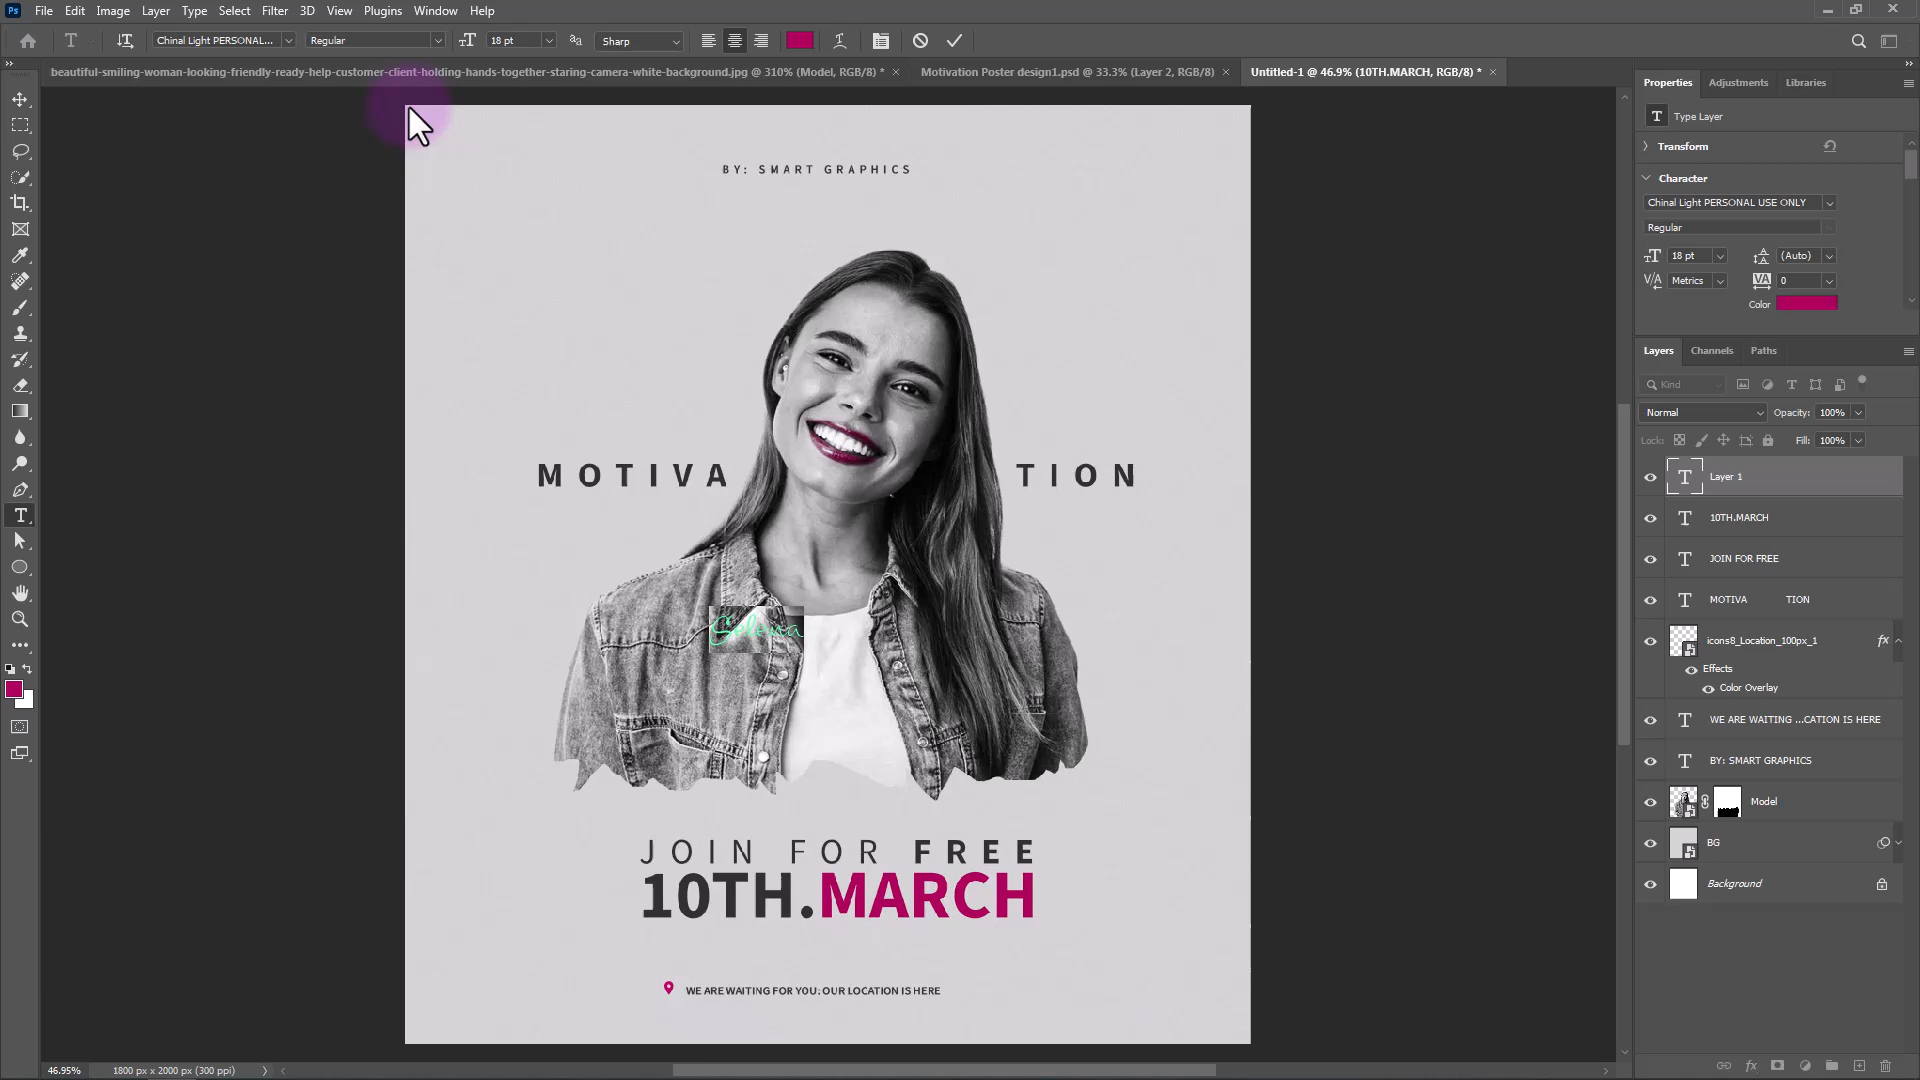 Ps File Edit Image Layer Type Select Filter 3D View Plugins Window Help
Chinal Light PERSONAL... Regular 18 pt Sharp
beautiful-smiling-woman-looking-friendly-ready-help-customer-client-holding-hands-together-staring-camera-white-background.jpg @ 310% (Model, RGB/8) *
Motivation Poster design1.psd @ 33.3% (Layer 2, RGB/8)
Untitled-1 @ 46.9% (10TH.MARCH, RGB/8) *
BY: SMART GRAPHICS
MOTIVA TION
Selena
JOIN FOR FREE
10TH.MARCH
WE ARE WAITING FOR YOU: OUR LOCATION IS HERE
46.95% 1800 px x 2000 px (300 ppi)
Properties Adjustments Libraries
T Type Layer
Transform
Character
Chinal Light PERSONAL USE ONLY
Regular
18 pt (Auto)
Metrics 0
Color
Layers Channels Paths
Kind
Normal Opacity: 100%
Lock: Fill: 100%
T Layer 1
T 10TH.MARCH
T JOIN FOR FREE
T MOTIVA TION
icons8_Location_100px_1 fx
Effects
Color Overlay
T WE ARE WAITING ...CATION IS HERE
T BY: SMART GRAPHICS
Model
BG
Background